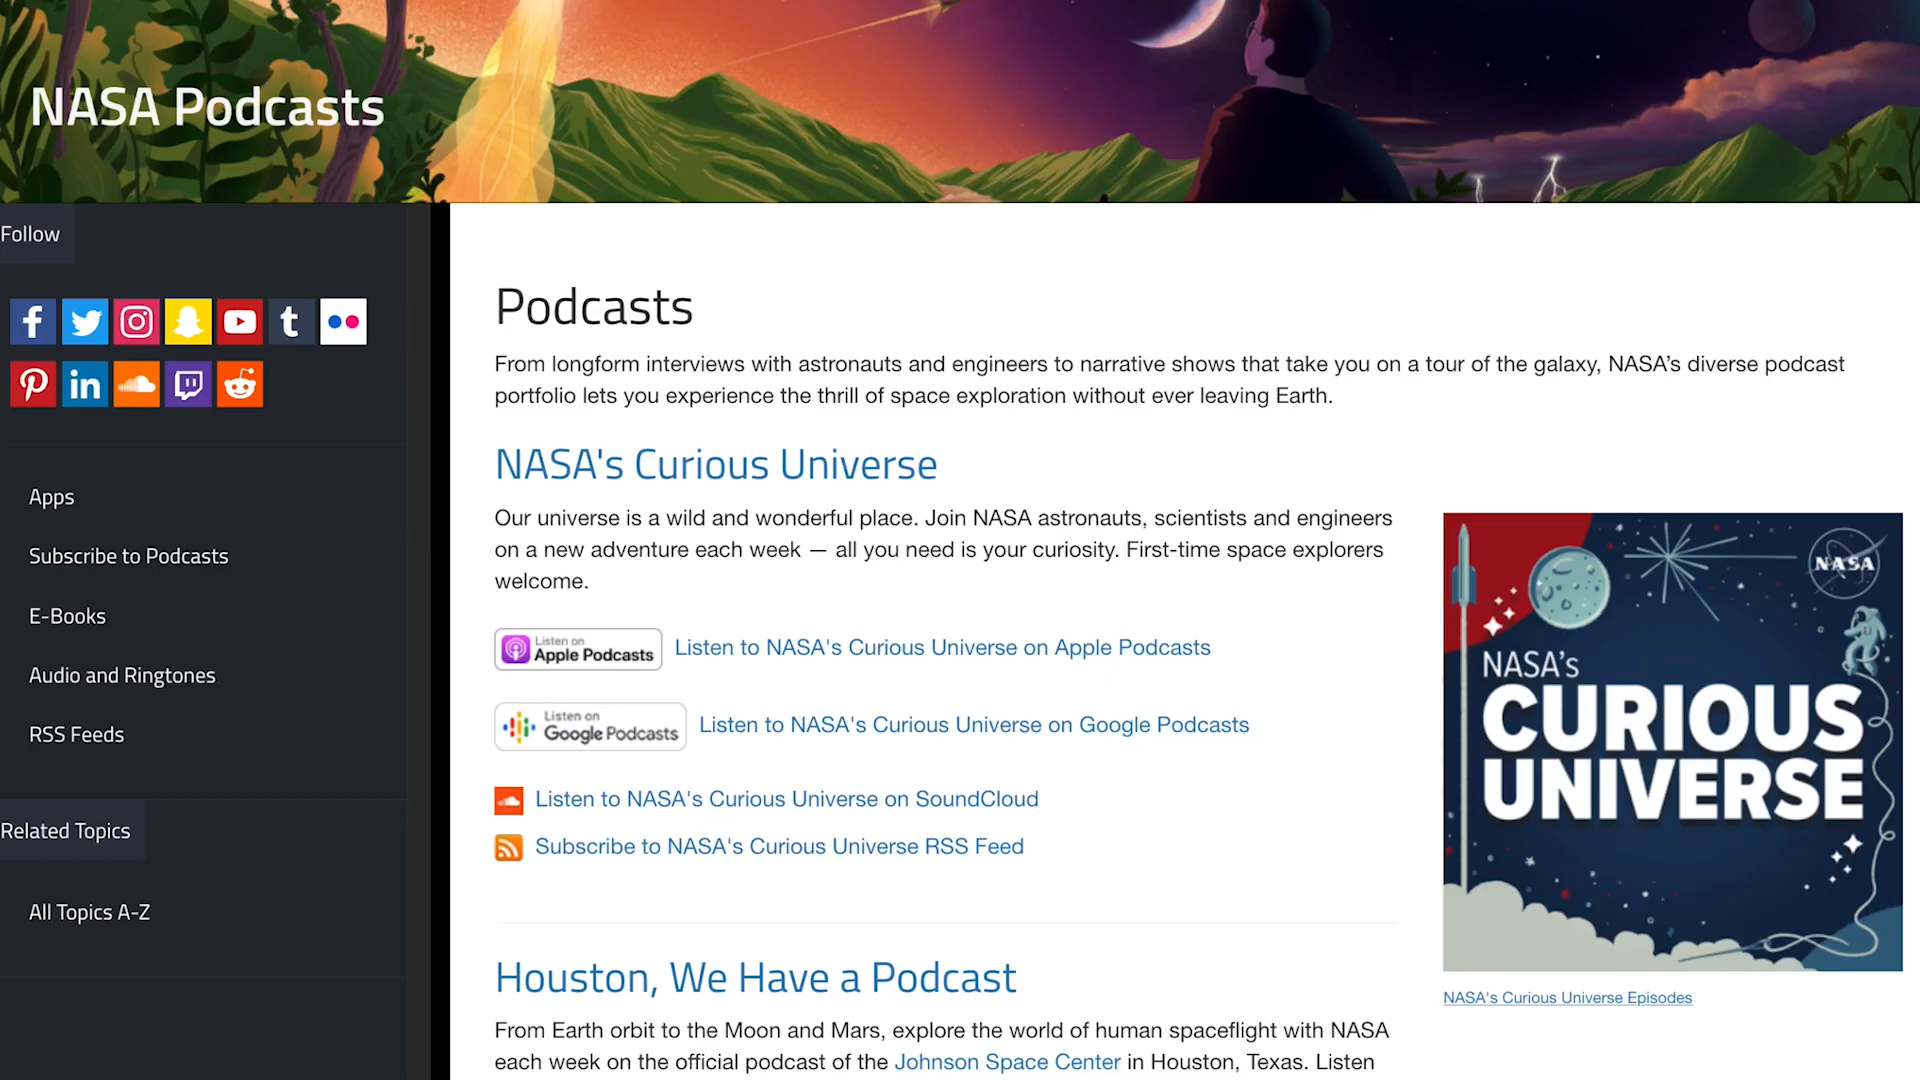 NASA Podcasts
Follow
Apps
Subscribe to Podcasts
E-Books
Audio and Ringtones
RSS Feeds
Related Topics
All Topics A-Z
Podcasts
From longform interviews with astronauts and engineers to narrative shows that take you on a tour of the galaxy, NASA’s diverse podcast
portfolio lets you experience the thrill of space exploration without ever leaving Earth.
NASA's Curious Universe
Our universe is a wild and wonderful place. Join NASA astronauts, scientists and engineers
on a new adventure each week — all you need is your curiosity. First-time space explorers
welcome.
Listen on
Apple Podcasts
Listen to NASA's Curious Universe on Apple Podcasts
Listen on
Google Podcasts
Listen to NASA's Curious Universe on Google Podcasts
Listen to NASA's Curious Universe on SoundCloud
Subscribe to NASA's Curious Universe RSS Feed
NASA
NASA’s
CURIOUS
UNIVERSE
NASA's Curious Universe Episodes
Houston, We Have a Podcast
From Earth orbit to the Moon and Mars, explore the world of human spaceflight with NASA
each week on the official podcast of the Johnson Space Center in Houston, Texas. Listen